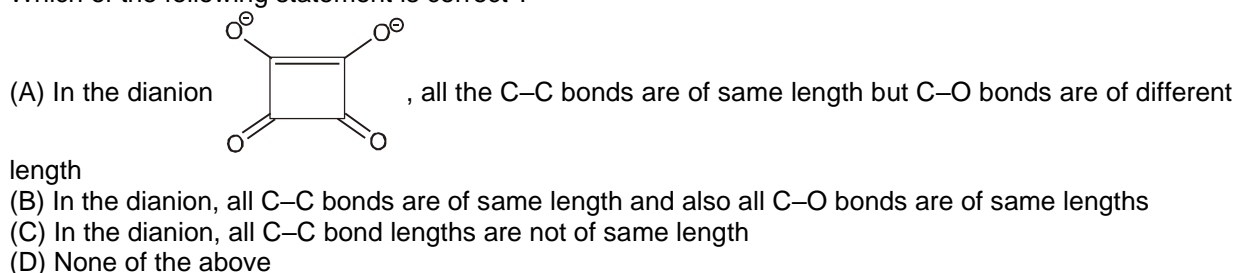 Which of the following statement is correct ?
O⊖ O⊖
(A) In the dianion , all the C–C bonds are of same length but C–O bonds are of different
O O
length
(B) In the dianion, all C–C bonds are of same length and also all C–O bonds are of same lengths
(C) In the dianion, all C–C bond lengths are not of same length
(D) None of the above